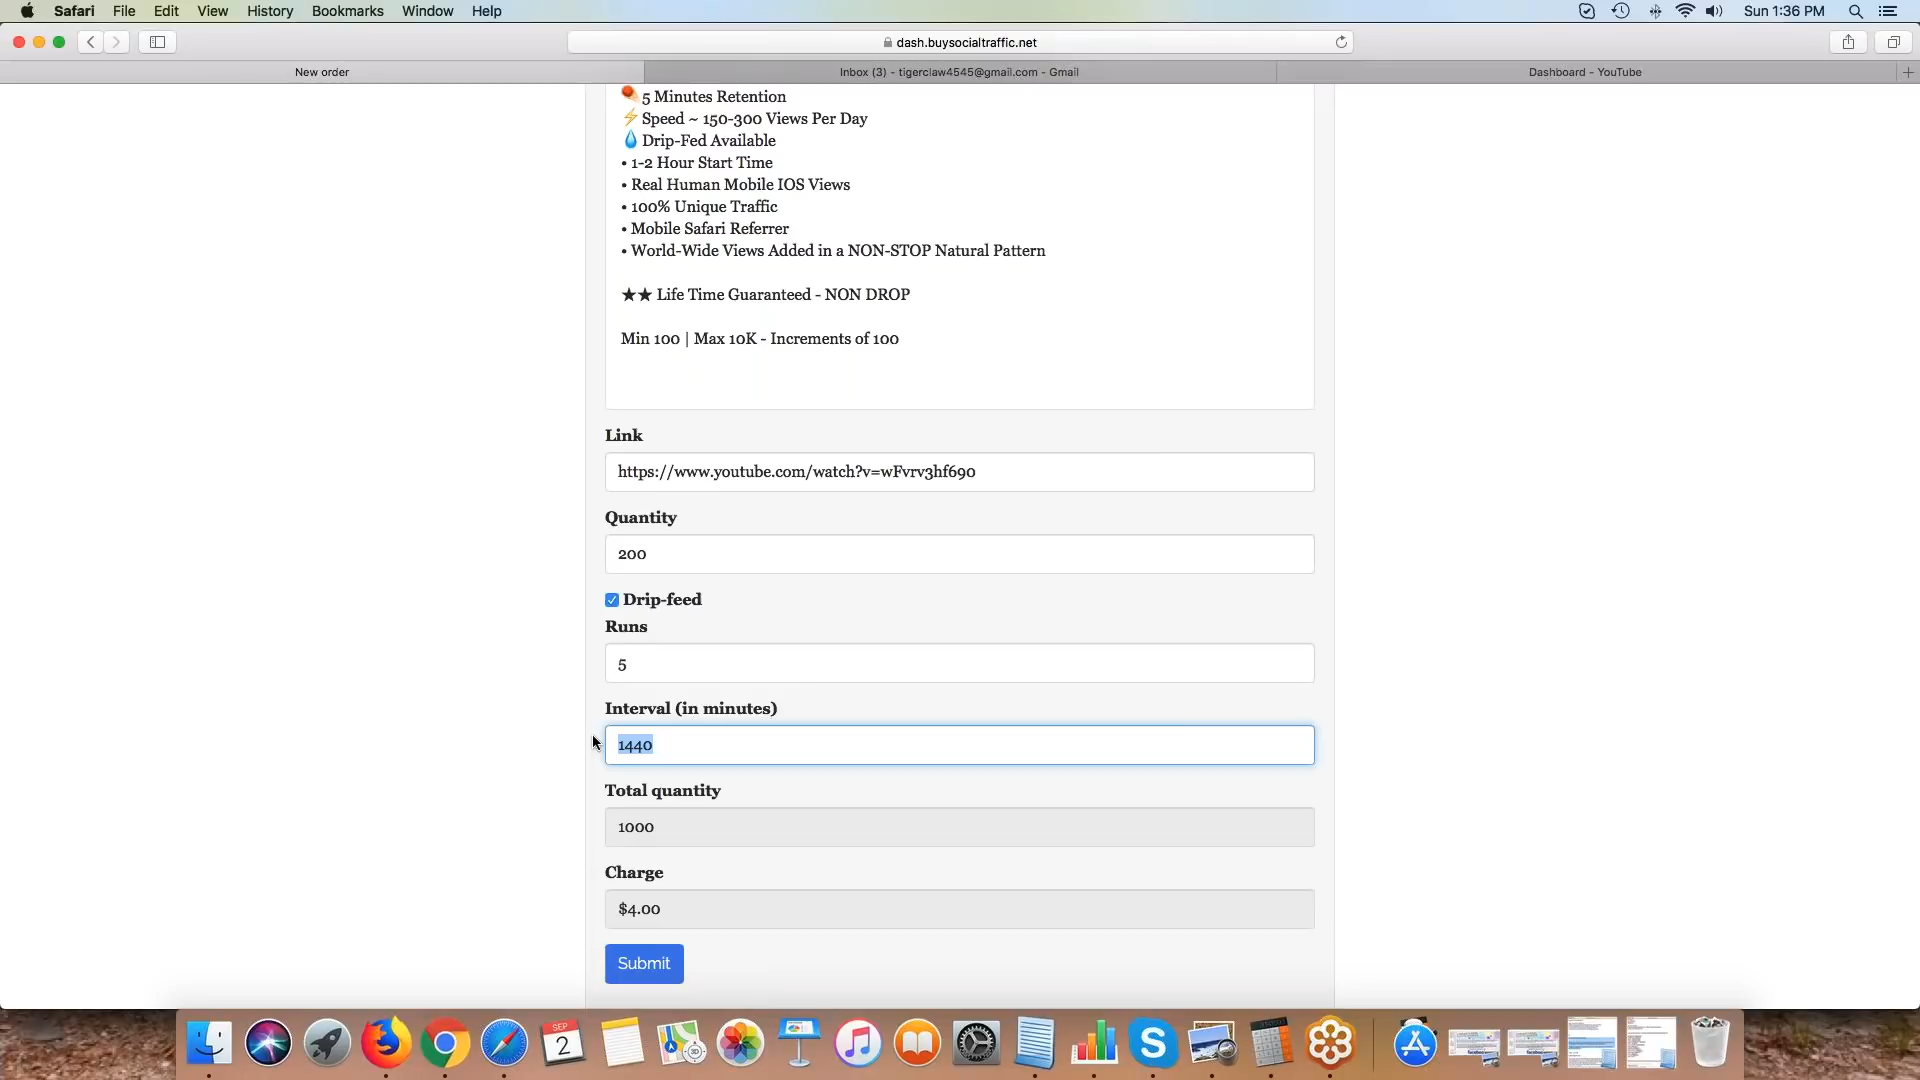 Safari File Edit View History Bookmarks Window Help Sun 1:36 PM
dash.buysocialtraffic.net
New order Inbox (3) - tigerclaw4545@gmail.com - Gmail Dashboard - YouTube
5 Minutes Retention
Speed ~ 150-300 Views Per Day
Drip-Fed Available
• 1-2 Hour Start Time
• Real Human Mobile IOS Views
• 100% Unique Traffic
• Mobile Safari Referrer
• World-Wide Views Added in a NON-STOP Natural Pattern
★★ Life Time Guaranteed - NON DROP
Min 100 | Max 10K - Increments of 100
Link
https://www.youtube.com/watch?v=wFvrv3hf690
Quantity
200
Drip-feed
Runs
5
Interval (in minutes)
1440
Total quantity
1000
Charge
$4.00
Submit
SEP
2